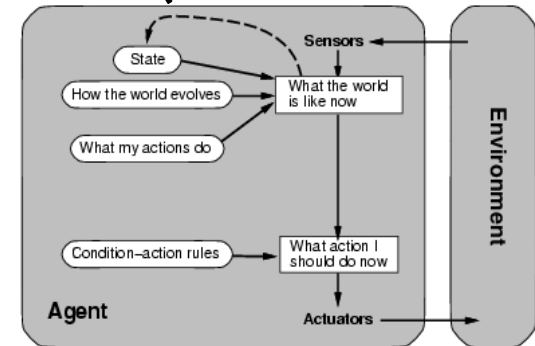 Sensors
State
What the world
is like now
How the world evolves
What my actions do
Environment
Condition–action rules
What action I
should do now
Agent
Actuators